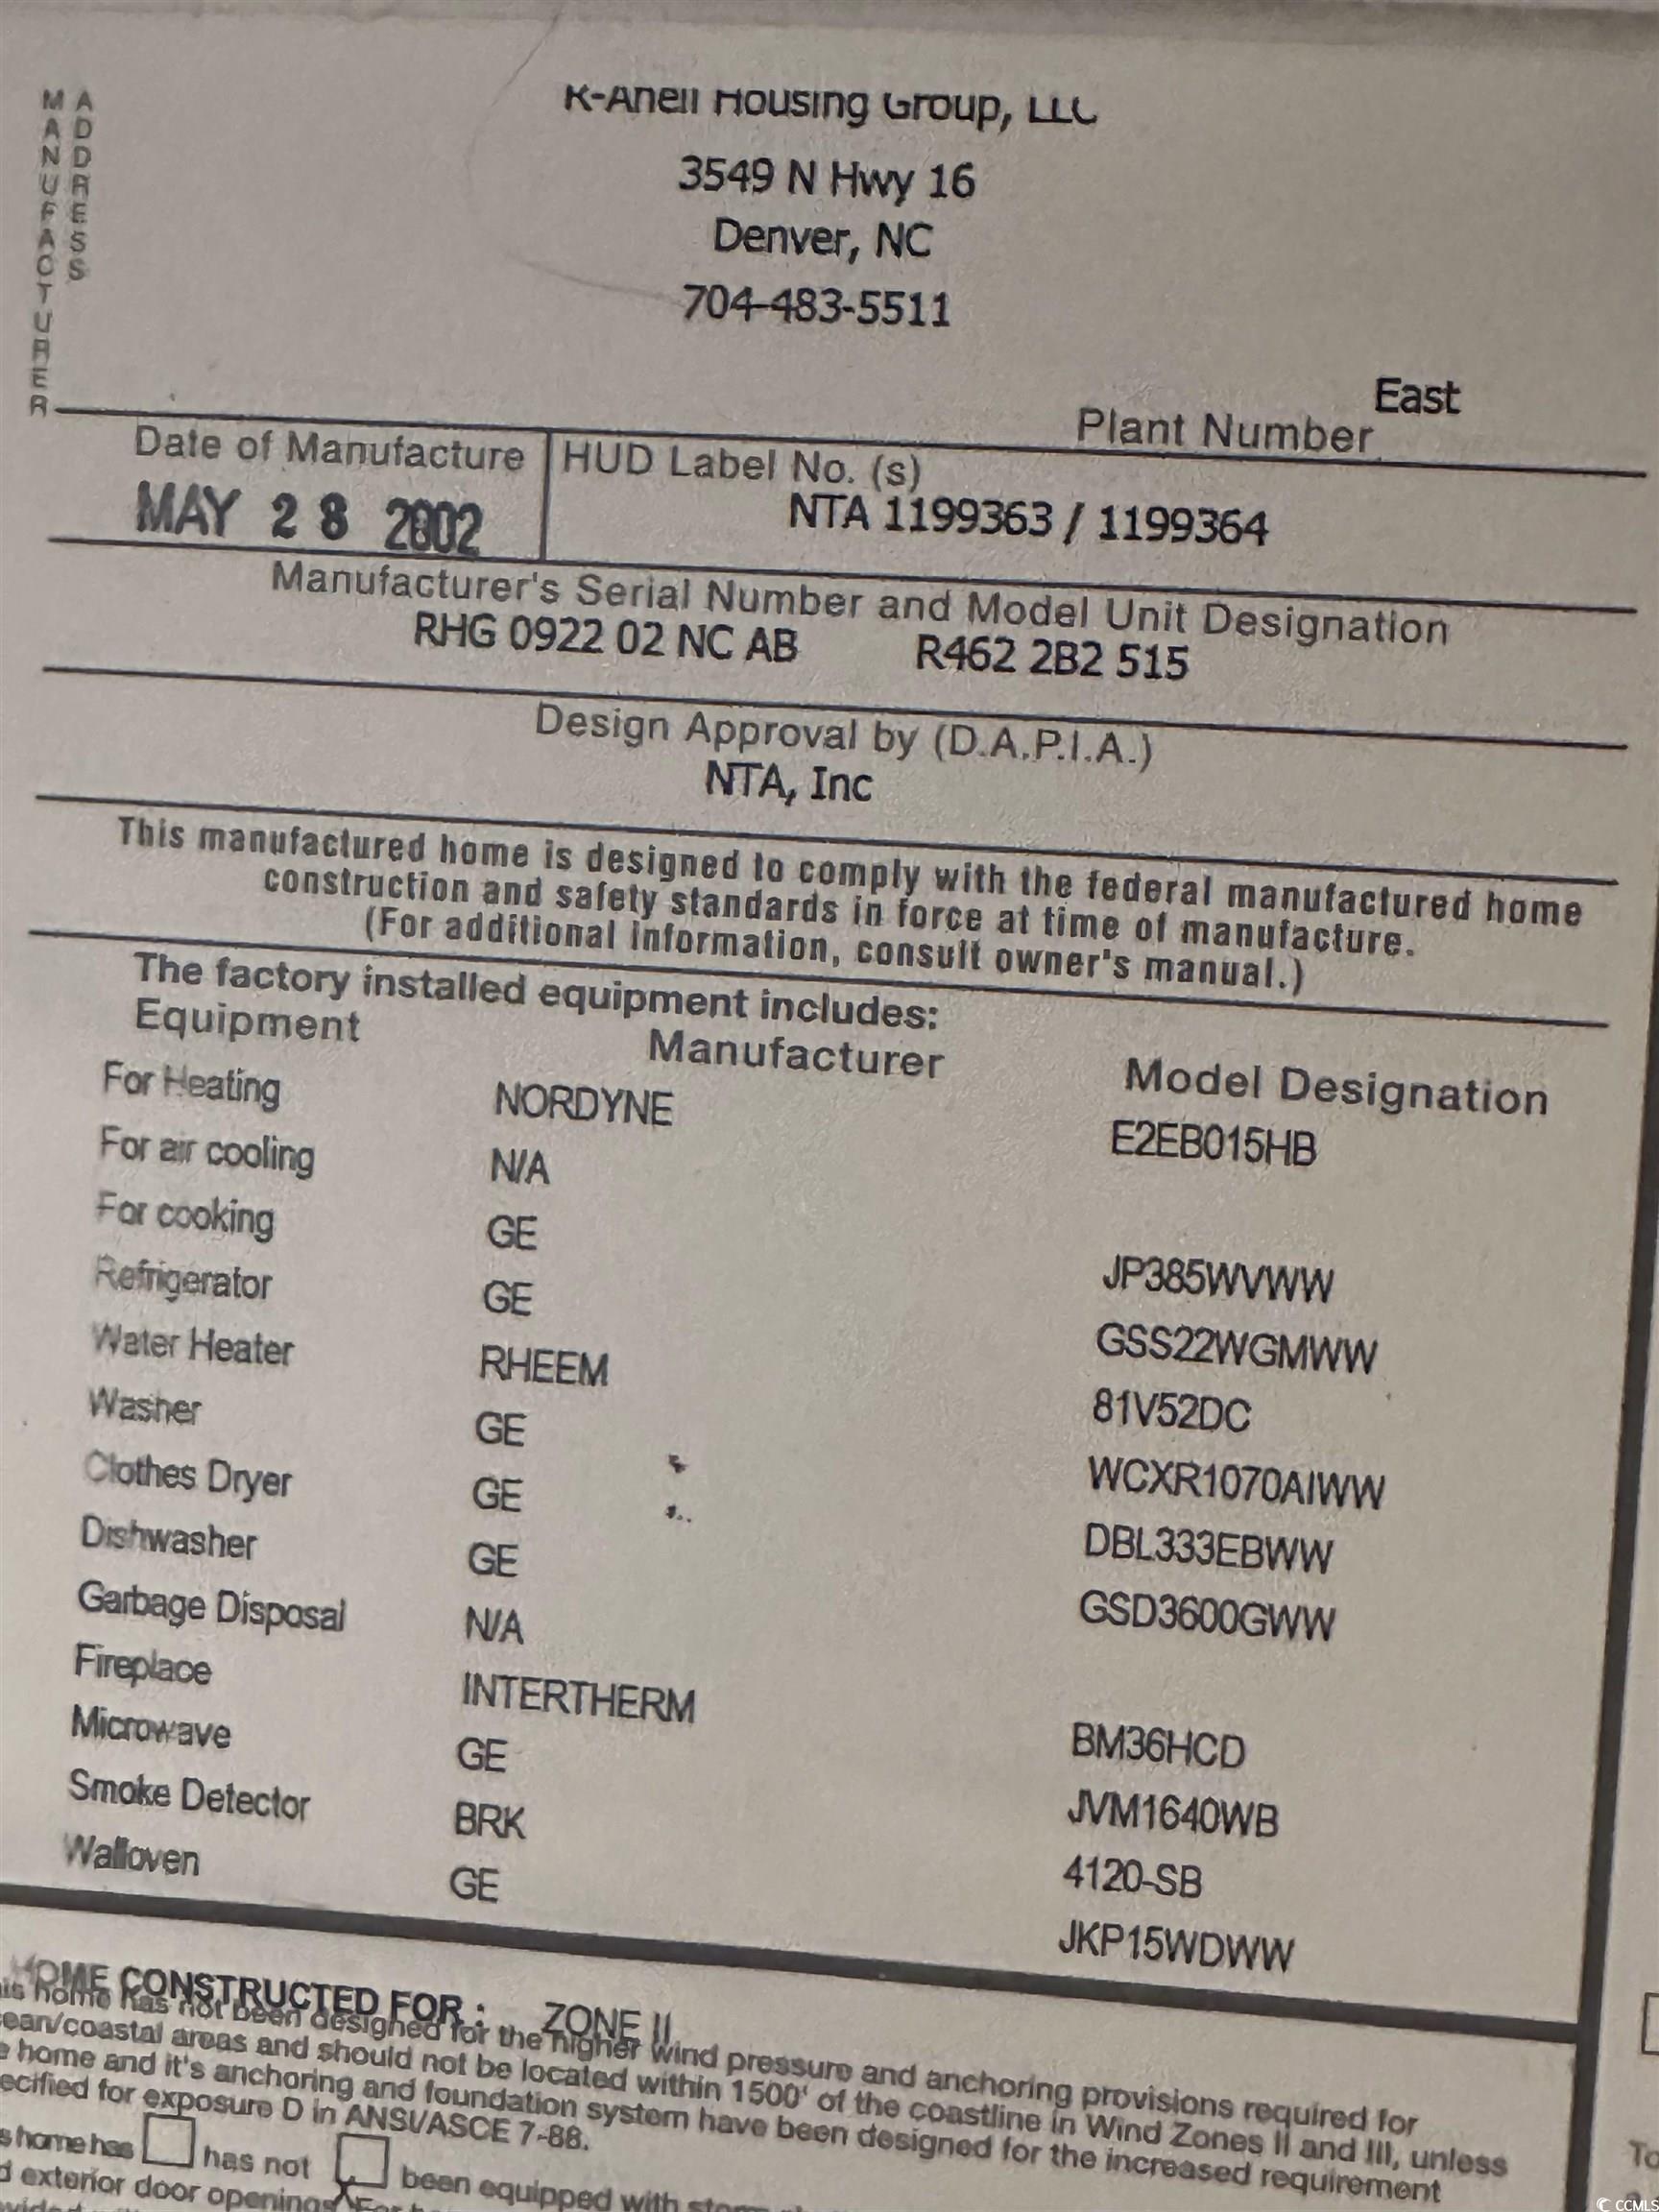 MANUFACTURER
ADDRESS
R-Anell Housing Group, LLC
3549 N Hwy 16
Denver, NC
704-483-5511
East
Plant Number
Date of Manufacture
MAY 28 2002
HUD Label No. (s)
NTA 1199363 / 1199364
Manufacturer's Serial Number and Model Unit Designation
RHG 0922 02 NC AB R462 2B2 515
Design Approval by (D.A.P.I.A.)
NTA, Inc
This manufactured home is designed to comply with the federal manufactured home
construction and safety standards in force at time of manufacture.
(For additional information, consult owner's manual.)
The factory installed equipment includes:
Equipment Manufacturer Model Designation
For Heating NORDYNE E2EB015HB
For air cooling N/A
For cooking GE JP385WVWW
Refrigerator GE GSS22WGMWW
Water Heater RHEEM 81V52DC
Washer GE WCXR1070AIWW
Clothes Dryer GE DBL333EBWW
Dishwasher GE GSD3600GWW
Garbage Disposal N/A
Fireplace INTERTHERM BM36HCD
Microwave GE JVM1640WB
Smoke Detector BRK 4120-SB
Walloven GE JKP15WDWW
HOME CONSTRUCTED FOR : ZONE II
home has not been designed for the higher wind pressure and anchoring provisions required for
ean/coastal areas and should not be located within 1500' of the coastline in Wind Zones II and III, unless
home and it's anchoring and foundation system have been designed for the increased requirement
ecified for exposure D in ANSI/ASCE 7-88.
s home has has not been equipped with
exterior door openings
To
© CCMLS